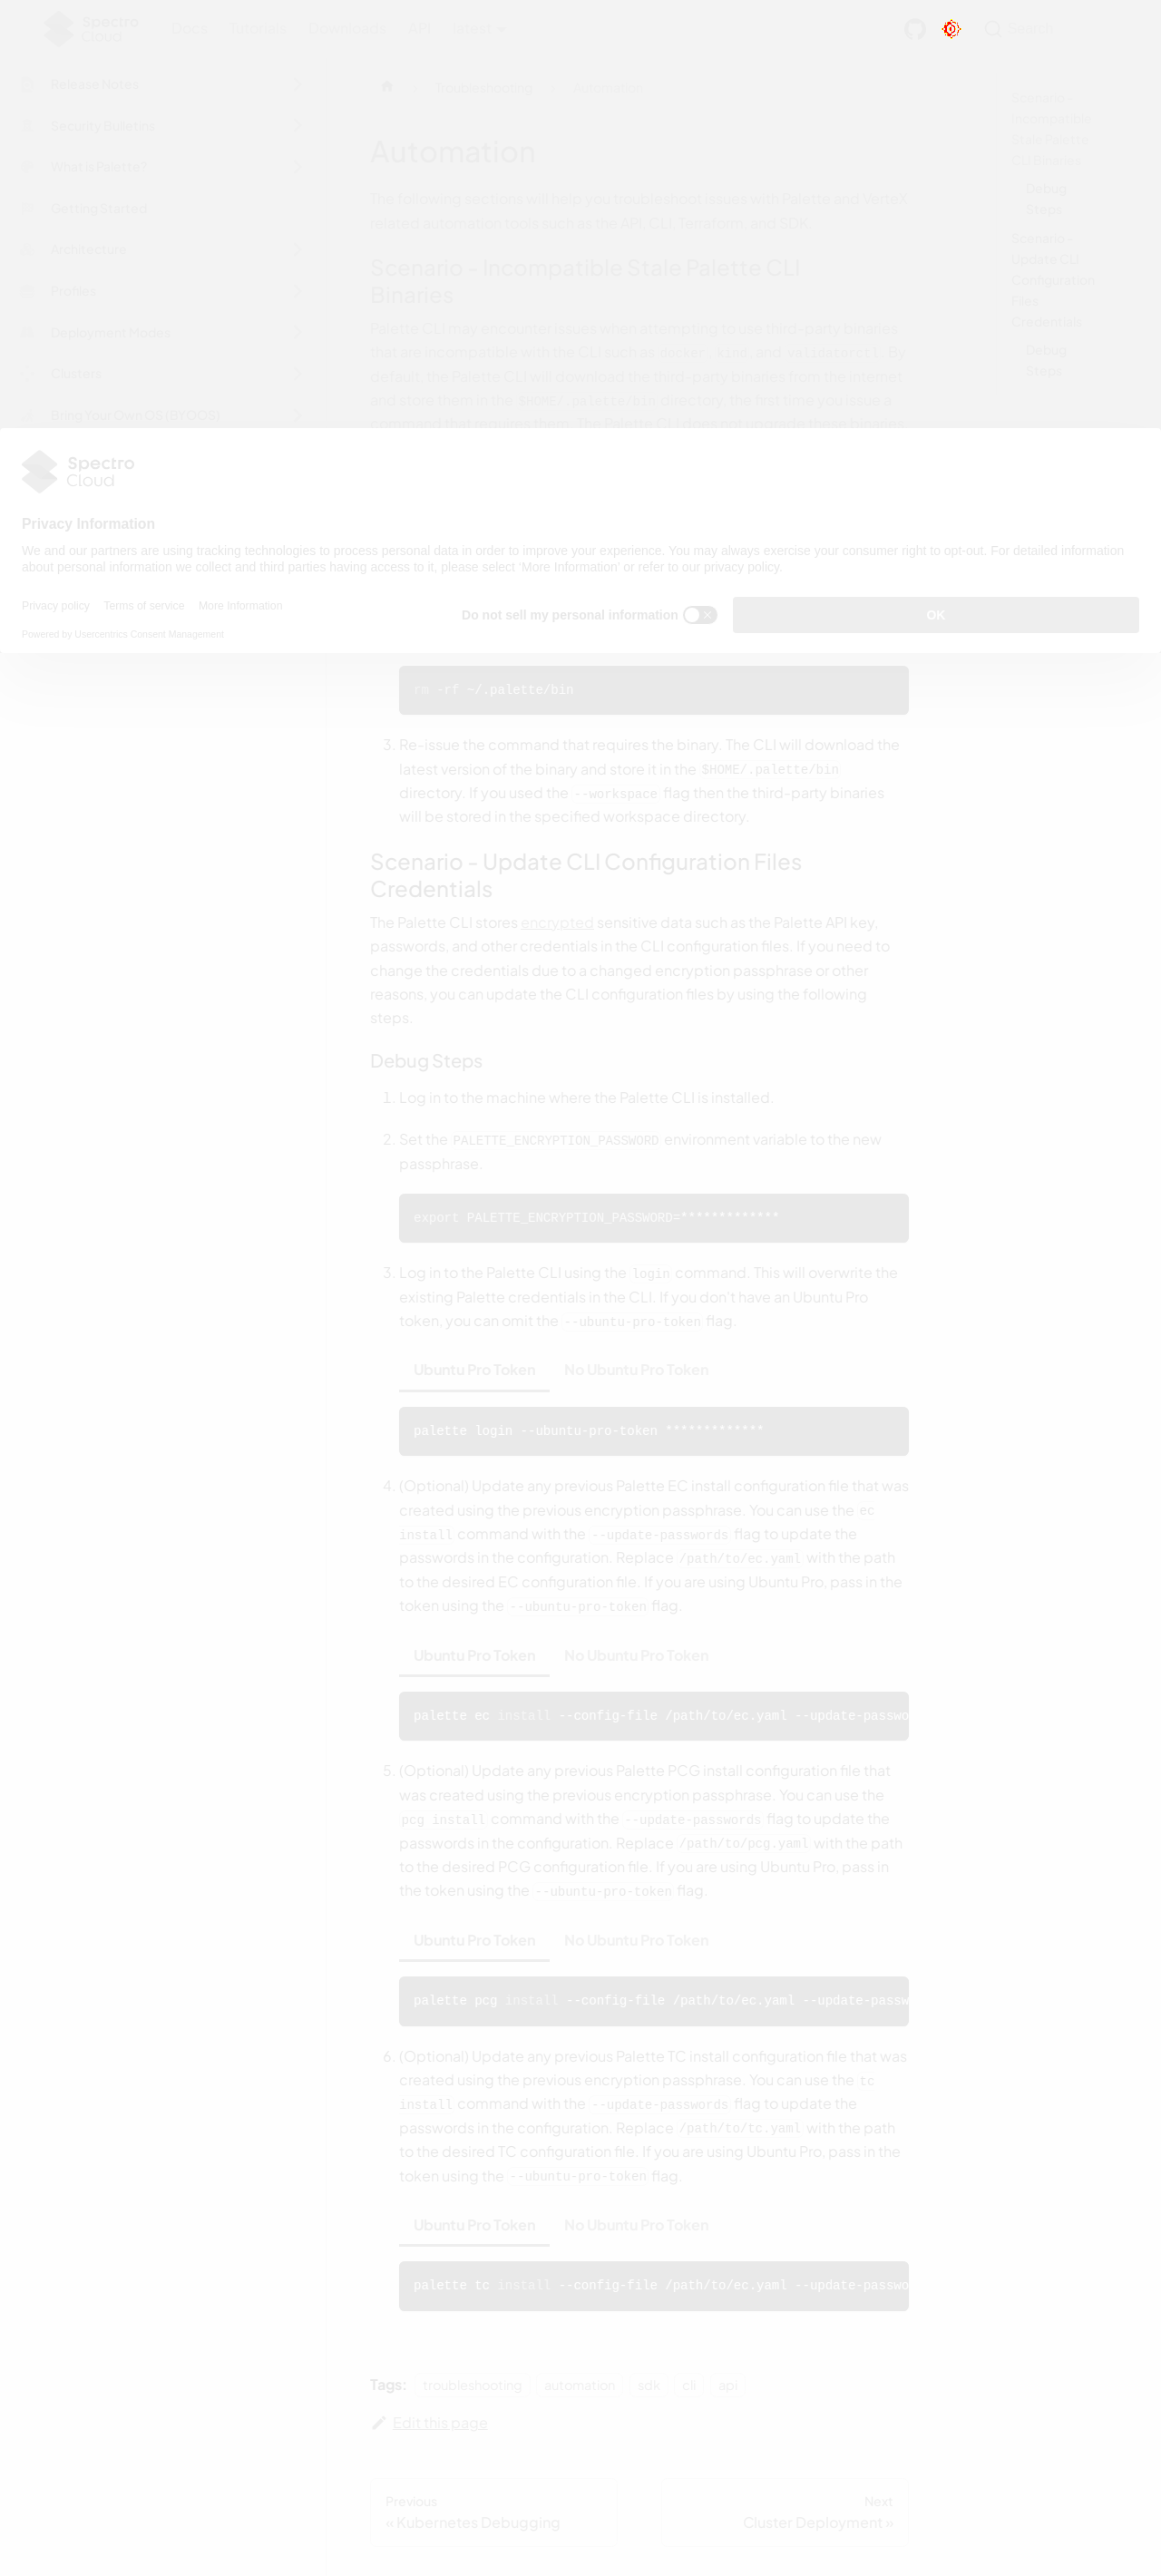 Spectro Cloud
Docs Tutorials Downloads API latest
Search
Release Notes
Security Bulletins
What is Palette?
Getting Started
Architecture
Profiles
Deployment Modes
Clusters
Bring Your Own OS (BYOOS)
Troubleshooting
Automation
Automation
The following sections will help you troubleshoot issues with Palette and VerteX
related automation tools such as the API, CLI, Terraform, and SDK.
Scenario - Incompatible Stale Palette CLI
Binaries
Palette CLI may encounter issues when attempting to use third-party binaries
that are incompatible with the CLI such as docker, kind, and validatorctl. By
default, the Palette CLI will download the third-party binaries from the internet
and store them in the $HOME/.palette/bin directory, the first time you issue a
command that requires them. The Palette CLI does not upgrade these binaries
Scenario -
Incompatible
Stale Palette
CLI Binaries
Debug
Steps
Scenario -
Update CLI
Configuration
Files
Credentials
Debug
Steps
Spectro
Cloud
Privacy Information
We and our partners are using tracking technologies to process personal data in order to improve your experience. You may always exercise your consumer right to opt-out. For detailed information
about personal information we collect and third parties having access to it, please select ‘More Information’ or refer to our privacy policy.
Privacy policy Terms of service More Information
Do not sell my personal information
OK
Powered by Usercentrics Consent Management
rm -rf ~/.palette/bin
3. Re-issue the command that requires the binary. The CLI will download the
latest version of the binary and store it in the $HOME/.palette/bin
directory. If you used the --workspace flag then the third-party binaries
will be stored in the specified workspace directory.
Scenario - Update CLI Configuration Files
Credentials
The Palette CLI stores encrypted sensitive data such as the Palette API key,
passwords, and other credentials in the CLI configuration files. If you need to
change the credentials due to a changed encryption passphrase or other
reasons, you can update the CLI configuration files by using the following
steps.
Debug Steps
1. Log in to the machine where the Palette CLI is installed.
2. Set the PALETTE_ENCRYPTION_PASSWORD environment variable to the new
passphrase.
export PALETTE_ENCRYPTION_PASSWORD=*************
3. Log in to the Palette CLI using the login command. This will overwrite the
existing Palette credentials in the CLI. If you don't have an Ubuntu Pro
token, you can omit the --ubuntu-pro-token flag.
Ubuntu Pro Token No Ubuntu Pro Token
palette login --ubuntu-pro-token *************
4. (Optional) Update any previous Palette EC install configuration file that was
created using the previous encryption passphrase. You can use the ec
install command with the --update-passwords flag to update the
passwords in the configuration. Replace /path/to/ec.yaml with the path
to the desired EC configuration file. If you are using Ubuntu Pro, pass in the
token using the --ubuntu-pro-token flag.
Ubuntu Pro Token No Ubuntu Pro Token
palette ec install --config-file /path/to/ec.yaml --update-passwo
5. (Optional) Update any previous Palette PCG install configuration file that
was created using the previous encryption passphrase. You can use the
pcg install command with the --update-passwords flag to update the
passwords in the configuration. Replace /path/to/pcg.yaml with the path
to the desired PCG configuration file. If you are using Ubuntu Pro, pass in
the token using the --ubuntu-pro-token flag.
Ubuntu Pro Token No Ubuntu Pro Token
palette pcg install --config-file /path/to/ec.yaml --update-passw
6. (Optional) Update any previous Palette TC install configuration file that was
created using the previous encryption passphrase. You can use the tc
install command with the --update-passwords flag to update the
passwords in the configuration. Replace /path/to/tc.yaml with the path
to the desired TC configuration file. If you are using Ubuntu Pro, pass in the
token using the --ubuntu-pro-token flag.
Ubuntu Pro Token No Ubuntu Pro Token
palette tc install --config-file /path/to/ec.yaml --update-passwo
Tags: troubleshooting automation sdk cli api
Edit this page
Previous
« Kubernetes Debugging
Next
Cluster Deployment »